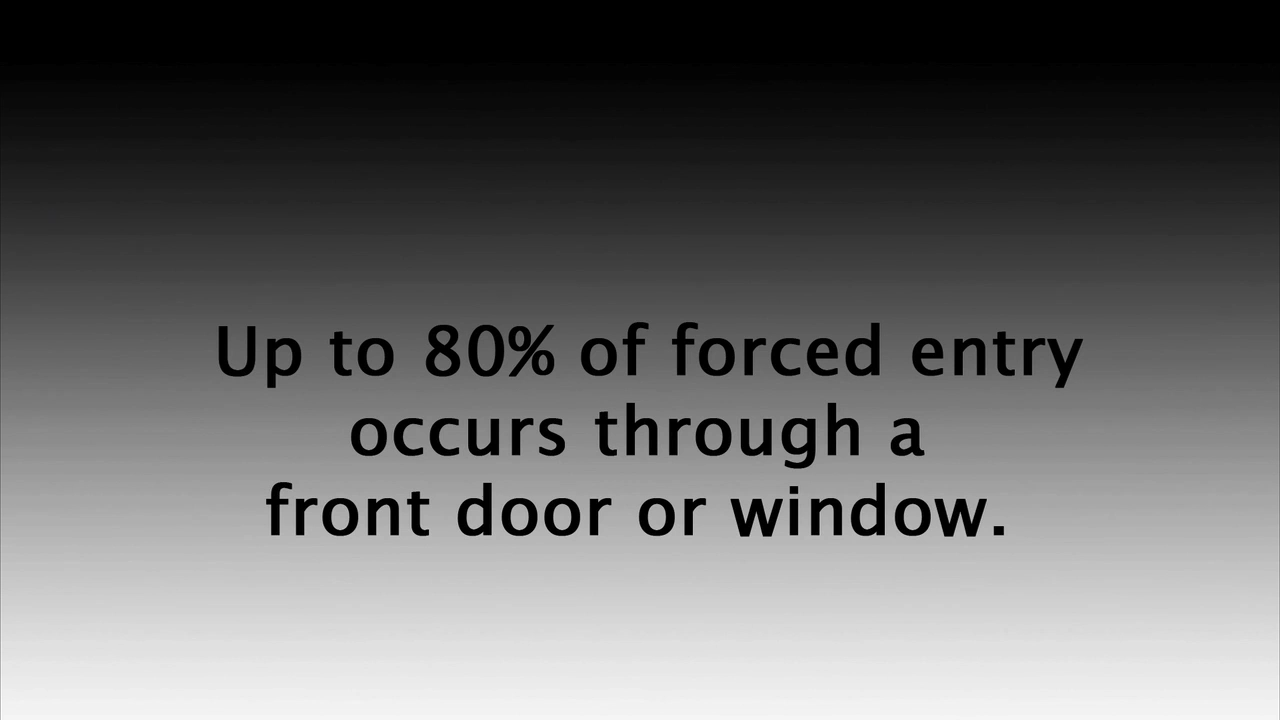 Up to 80% of forced entry
occurs through a
front door or window.